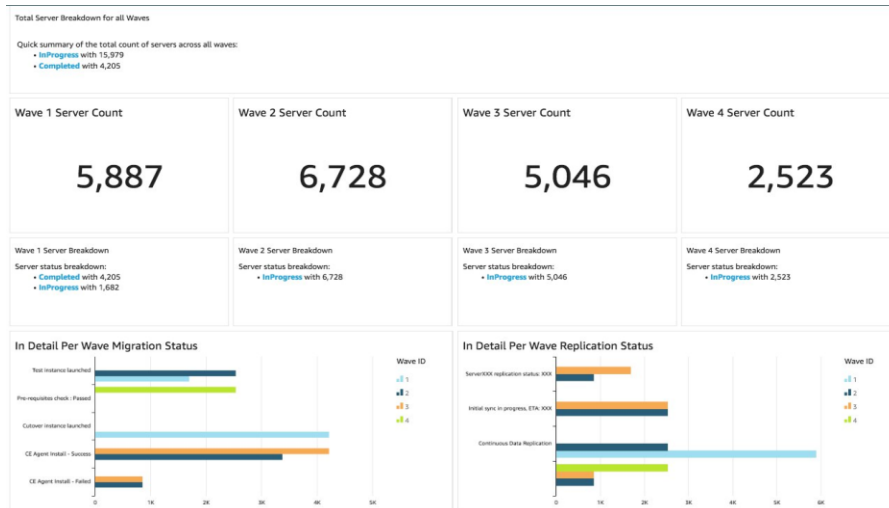 Total Server Breakdown for all Waves
Quick summary of the total count of servers across all waves:
• InProgress with 15,979
• Completed with 4,205
Wave 1 Server Count
5,887
Wave 2 Server Count
6,728
Wave 3 Server Count
5,046
Wave 4 Server Count
2,523
Wave 1 Server Breakdown
Server status breakdown:
• Completed with 4,205
• InProgress with 1,682
Wave 2 Server Breakdown
Server status breakdown:
• InProgress with 6,728
Wave 3 Server Breakdown
Server status breakdown:
• InProgress with 5,046
Wave 4 Server Breakdown
Server status breakdown:
• InProgress with 2,523
In Detail Per Wave Migration Status
Test instance launched
Pre-requisites check : Passed
Cutover instance launched
CE Agent Install - Success
CE Agent Install - Failed
0 1K 2K 3K 4K 5K
Wave ID
1
2
3
4
In Detail Per Wave Replication Status
ServerXXX replication status: XXX
Initial sync in progress, ETA: XXX
Continuous Data Replication
0 1K 2K 3K 4K 5K 6K
Wave ID
1
2
3
4